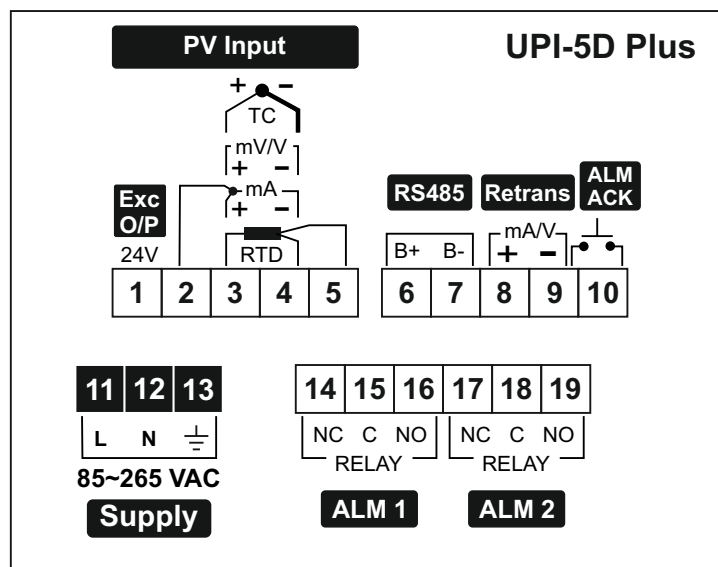 PV Input
UPI-5D Plus
+ −
TC
mV/V
+ −
mA
+ −
Exc
O/P
24V
RTD
RS485
Retrans
ALM
ACK
B+ B-
mA/V
+ −
1 2 3 4 5
6 7 8 9 10
11 12 13
L N
85~265 VAC
Supply
14 15 16 17 18 19
NC C NO NC C NO
RELAY RELAY
ALM 1 ALM 2